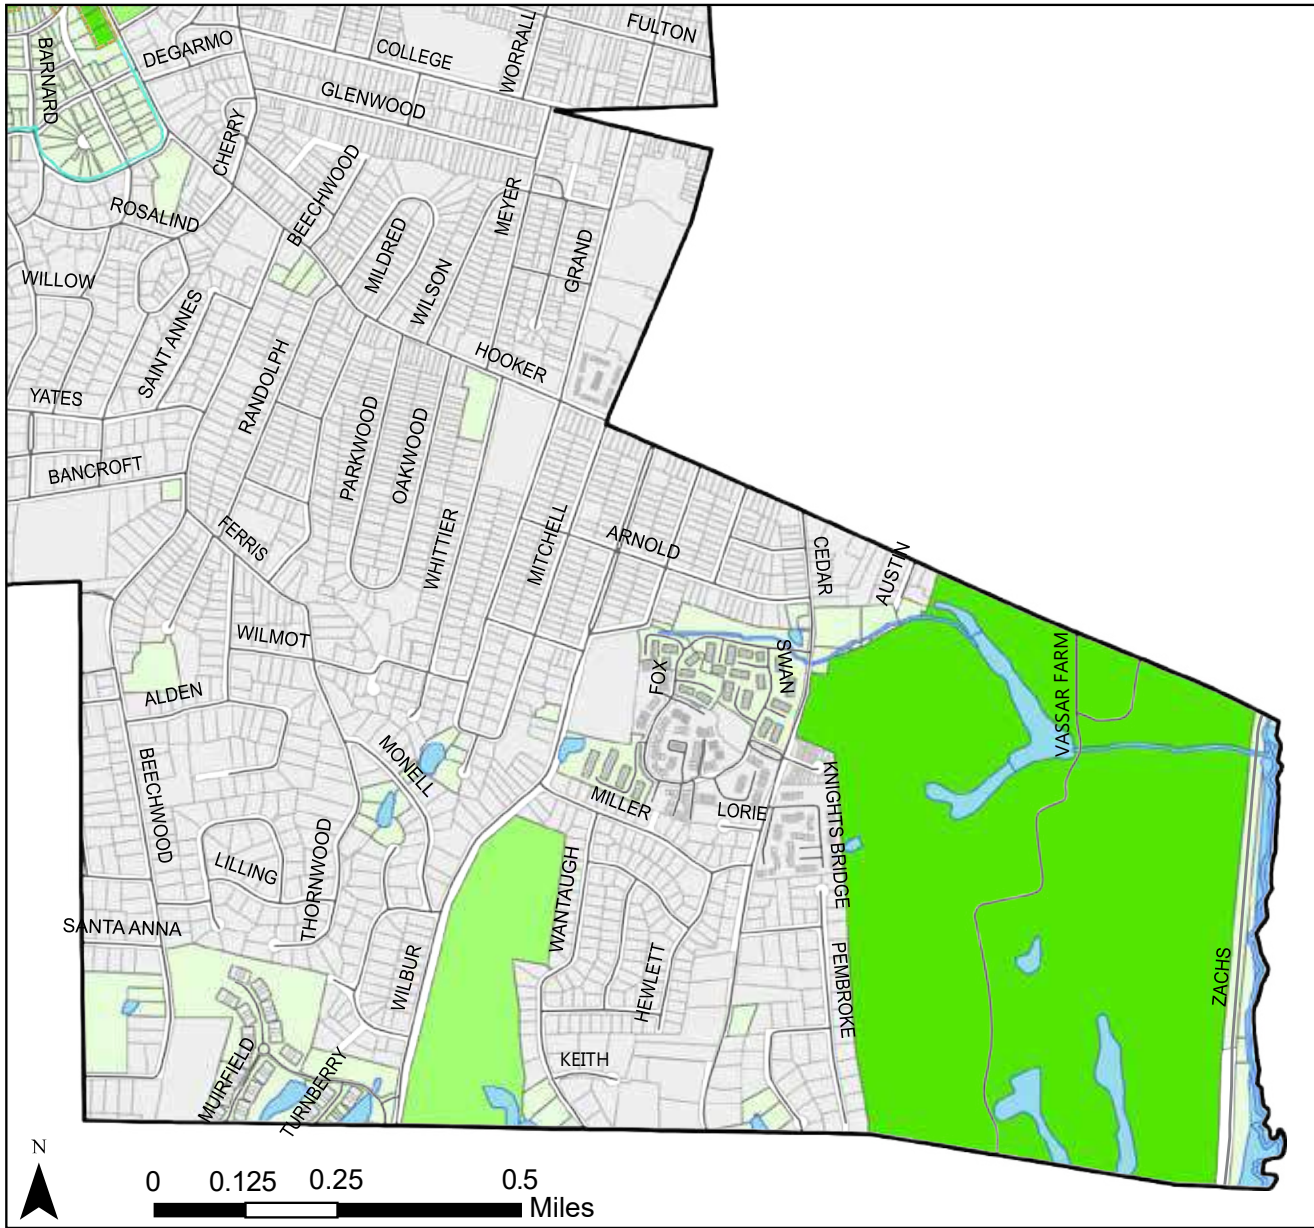 FULTON
WORRALL
COLLEGE
DEGARMO
BARNARD
GLENWOOD
CHERRY
BEECHWOOD
ROSALIND
MEYER
MILDRED
GRAND
WILSON
WILLOW
SAINT ANNES
HOOKER
RANDOLPH
YATES
PARKWOOD
OAKWOOD
BANCROFT
FERRIS
WHITTIER
MITCHELL
ARNOLD
CEDAR
AUSTIN
WILMOT
FOX
SWAN
VASSAR FARM
ALDEN
MONELL
BEECHWOOD
MILLER
LORIE
KNIGHTS BRIDGE
LILLING
THORNWOOD
WANTAUGH
SANTA ANNA
WILBUR
HEWLETT
PEMBROKE
ZACHS
MUIRFIELD
TURNBERRY
KEITH
N
0 0.125 0.25 0.5
Miles